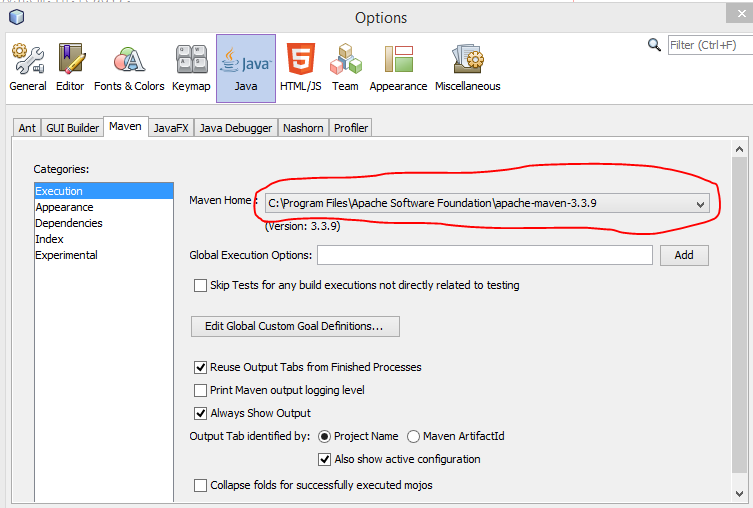 Options
Filter (Ctrl+F)
General Editor Fonts & Colors Keymap Java HTML/JS Team Appearance Miscellaneous
Ant GUI Builder Maven JavaFX Java Debugger Nashorn Profiler
Categories:
Execution
Appearance
Dependencies
Index
Experimental
Maven Home : C:\Program Files\Apache Software Foundation\apache-maven-3.3.9
(Version: 3.3.9)
Global Execution Options: Add
Skip Tests for any build executions not directly related to testing
Edit Global Custom Goal Definitions...
Reuse Output Tabs from Finished Processes
Print Maven output logging level
Always Show Output
Output Tab identified by: Project Name Maven ArtifactId
Also show active configuration
Collapse folds for successfully executed mojos